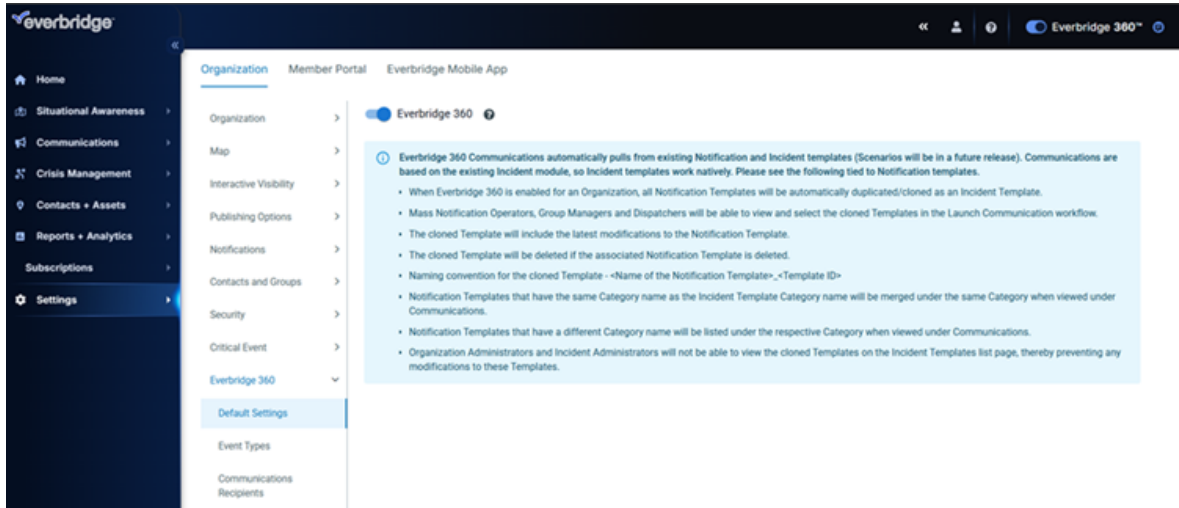 everbridge
Everbridge 360™
Home
Situational Awareness
Communications
Crisis Management
Contacts + Assets
Reports + Analytics
Subscriptions
Settings
Organization Member Portal Everbridge Mobile App
Organization
Map
Interactive Visibility
Publishing Options
Notifications
Contacts and Groups
Security
Critical Event
Everbridge 360
Default Settings
Event Types
Communications
Recipients
Everbridge 360
Everbridge 360 Communications automatically pulls from existing Notification and Incident templates (Scenarios will be in a future release). Communications are
based on the existing Incident module, so Incident templates work natively. Please see the following tied to Notification templates.
• When Everbridge 360 is enabled for an Organization, all Notification Templates will be automatically duplicated/cloned as an Incident Template.
• Mass Notification Operators, Group Managers and Dispatchers will be able to view and select the cloned Templates in the Launch Communication workflow.
• The cloned Template will include the latest modifications to the Notification Template.
• The cloned Template will be deleted if the associated Notification Template is deleted.
• Naming convention for the cloned Template - <Name of the Notification Template>_<Template ID>
• Notification Templates that have the same Category name as the Incident Template Category name will be merged under the same Category when viewed under
Communications.
• Notification Templates that have a different Category name will be listed under the respective Category when viewed under Communications.
• Organization Administrators and Incident Administrators will not be able to view the cloned Templates on the Incident Templates list page, thereby preventing any
modifications to these Templates.